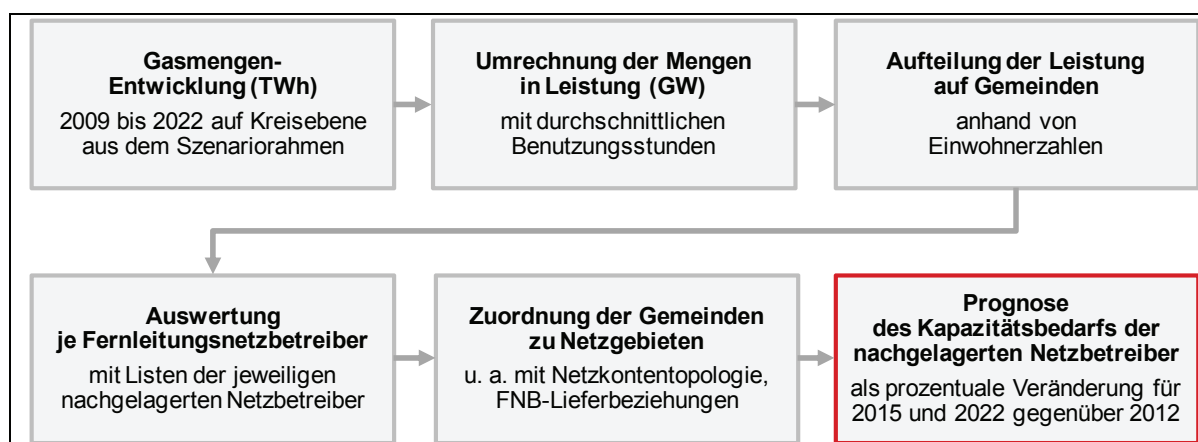 Gasmengen-
Entwicklung (TWh)
2009 bis 2022 auf Kreisebene
aus dem Szenariorahmen
Umrechnung der Mengen
in Leistung (GW)
mit durchschnittlichen
Benutzungsstunden
Aufteilung der Leistung
auf Gemeinden
anhand von
Einwohnerzahlen
Auswertung
je Fernleitungsnetzbetreiber
mit Listen der jeweiligen
nachgelagerten Netzbetreiber
Zuordnung der Gemeinden
zu Netzgebieten
u. a. mit Netzkontentopologie,
FNB-Lieferbeziehungen
Prognose
des Kapazitätsbedarfs der
nachgelagerten Netzbetreiber
als prozentuale Veränderung für
2015 und 2022 gegenüber 2012